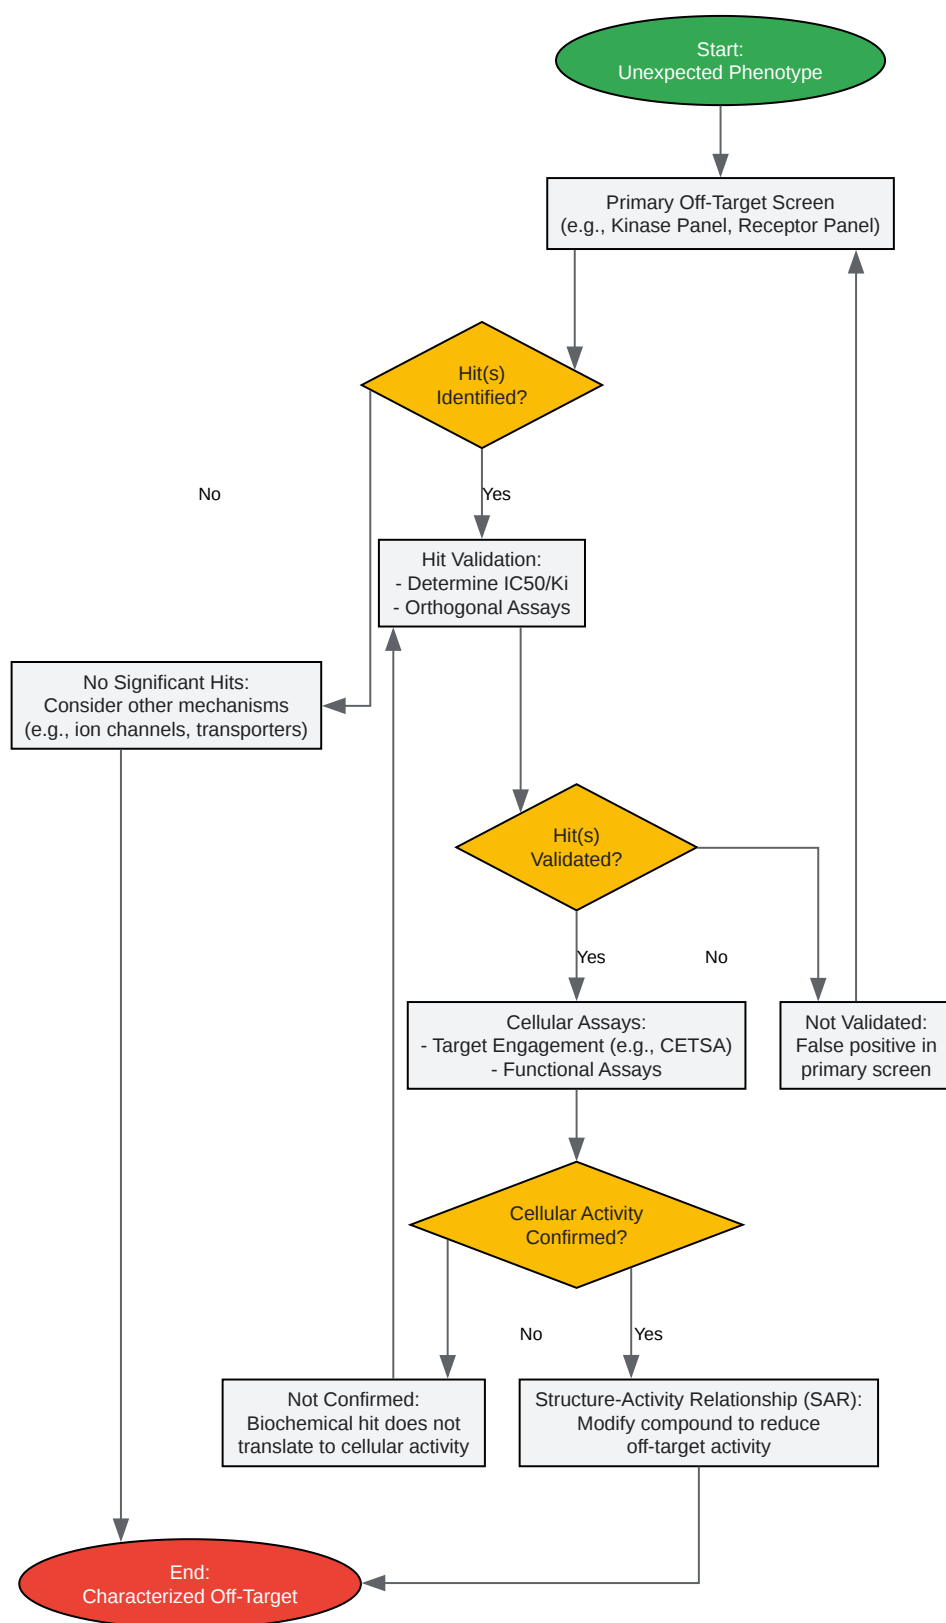 Start:
Unexpected Phenotype
Primary Off-Target Screen
(e.g., Kinase Panel, Receptor Panel)
Hit(s)
Identified?
No
Yes
Hit Validation:
- Determine IC50/Ki
- Orthogonal Assays
No Significant Hits:
Consider other mechanisms
(e.g., ion channels, transporters)
Hit(s)
Validated?
Yes
No
Cellular Assays:
- Target Engagement (e.g., CETSA)
- Functional Assays
Not Validated:
False positive in
primary screen
Cellular Activity
Confirmed?
No
Yes
Not Confirmed:
Biochemical hit does not
translate to cellular activity
Structure-Activity Relationship (SAR):
Modify compound to reduce
off-target activity
End:
Characterized Off-Target